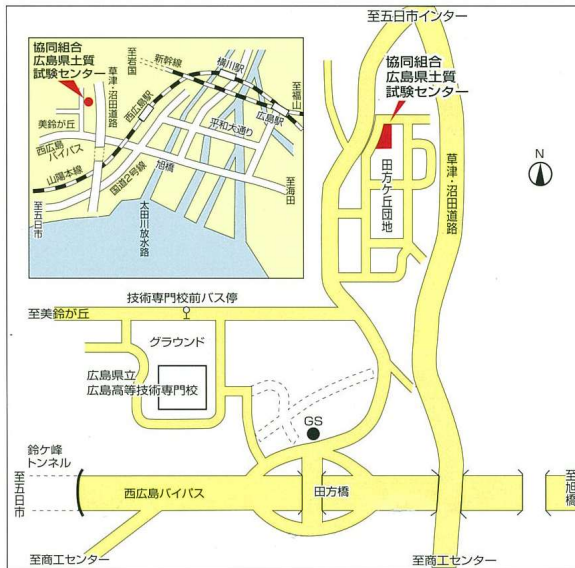 至五日市インター
協同組合
広島県土質
試験センター
草津・沼田道路
田方ケ丘団地
N
協同組合
広島県土質
試験センター
至岩国
新幹線
横川駅
至福山
草津・沼田道路
西広島駅
広島駅
美鈴が丘
平和大通り
西広島
バイパス
旭橋
山陽本線
国道2号線
至海田
至五日市
太田川放水路
技術専門校前バス停
至美鈴が丘
グラウンド
広島県立
広島高等技術専門校
GS
鈴ケ峰
トンネル
至五日市
西広島バイパス
田方橋
至旭橋
至商工センター
至商工センター